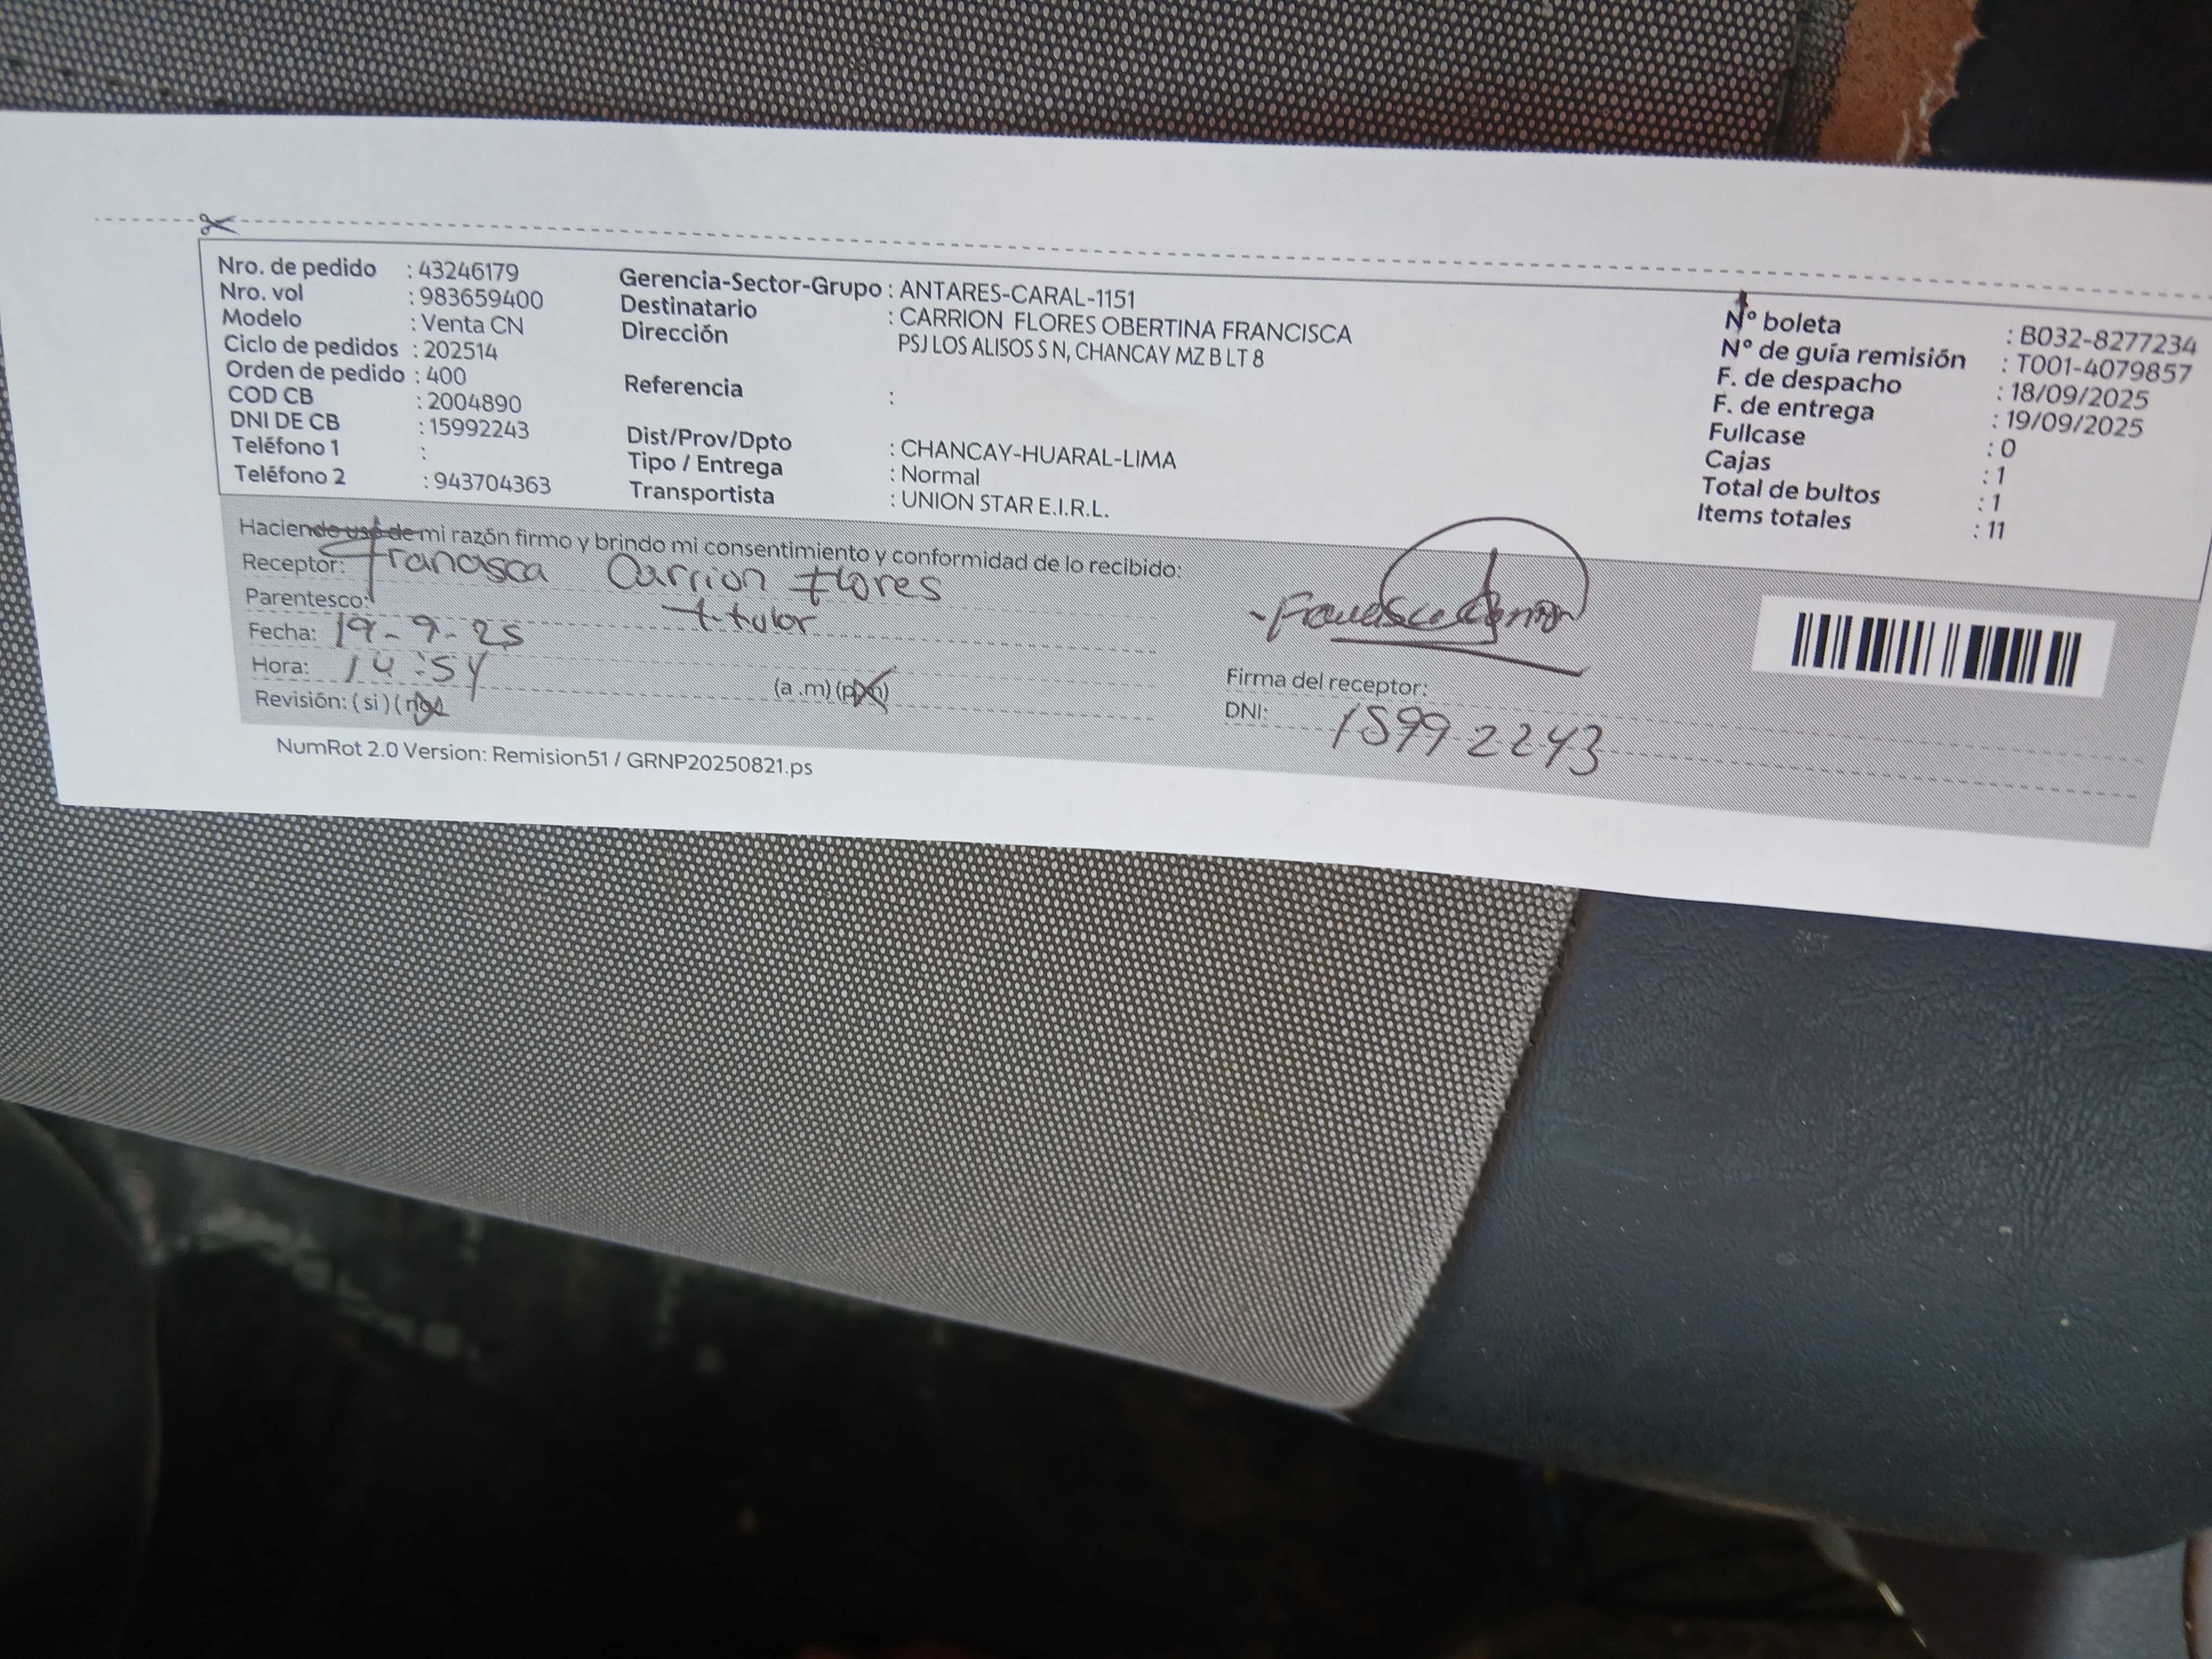 Nro. de pedido : 43246179
Nro. vol : 983659400
Modelo : Venta CN
Ciclo de pedidos : 202514
Orden de pedido : 400
COD CB : 2004890
DNI DE CB : 15992243
Teléfono 1 :
Teléfono 2 : 943704363
Gerencia-Sector-Grupo : ANTARES-CARAL-1151
Destinatario : CARRION FLORES OBERTINA FRANCISCA
Dirección PSJ LOS ALISOS S N, CHANCAY MZ B LT 8
Referencia :
Dist/Prov/Dpto : CHANCAY-HUARAL-LIMA
Tipo / Entrega : Normal
Transportista : UNION STAR E.I.R.L.
N° boleta : B032-8277234
N° de guía remisión : T001-4079857
F. de despacho : 18/09/2025
F. de entrega : 19/09/2025
Fullcase : 0
Cajas : 1
Total de bultos : 1
Items totales : 11
Haciendo uso de mi razón firmo y brindo mi consentimiento y conformidad de lo recibido:
Receptor: Francisca Carrion Flores
Parentesco: titular
Fecha: 19-9-25
Hora: 14:54 (a.m) (p.m)
Revisión: (si) (no)
Francisca Carrion
Firma del receptor:
DNI: 15992243
NumRot 2.0 Version: Remision51 / GRNP20250821.ps